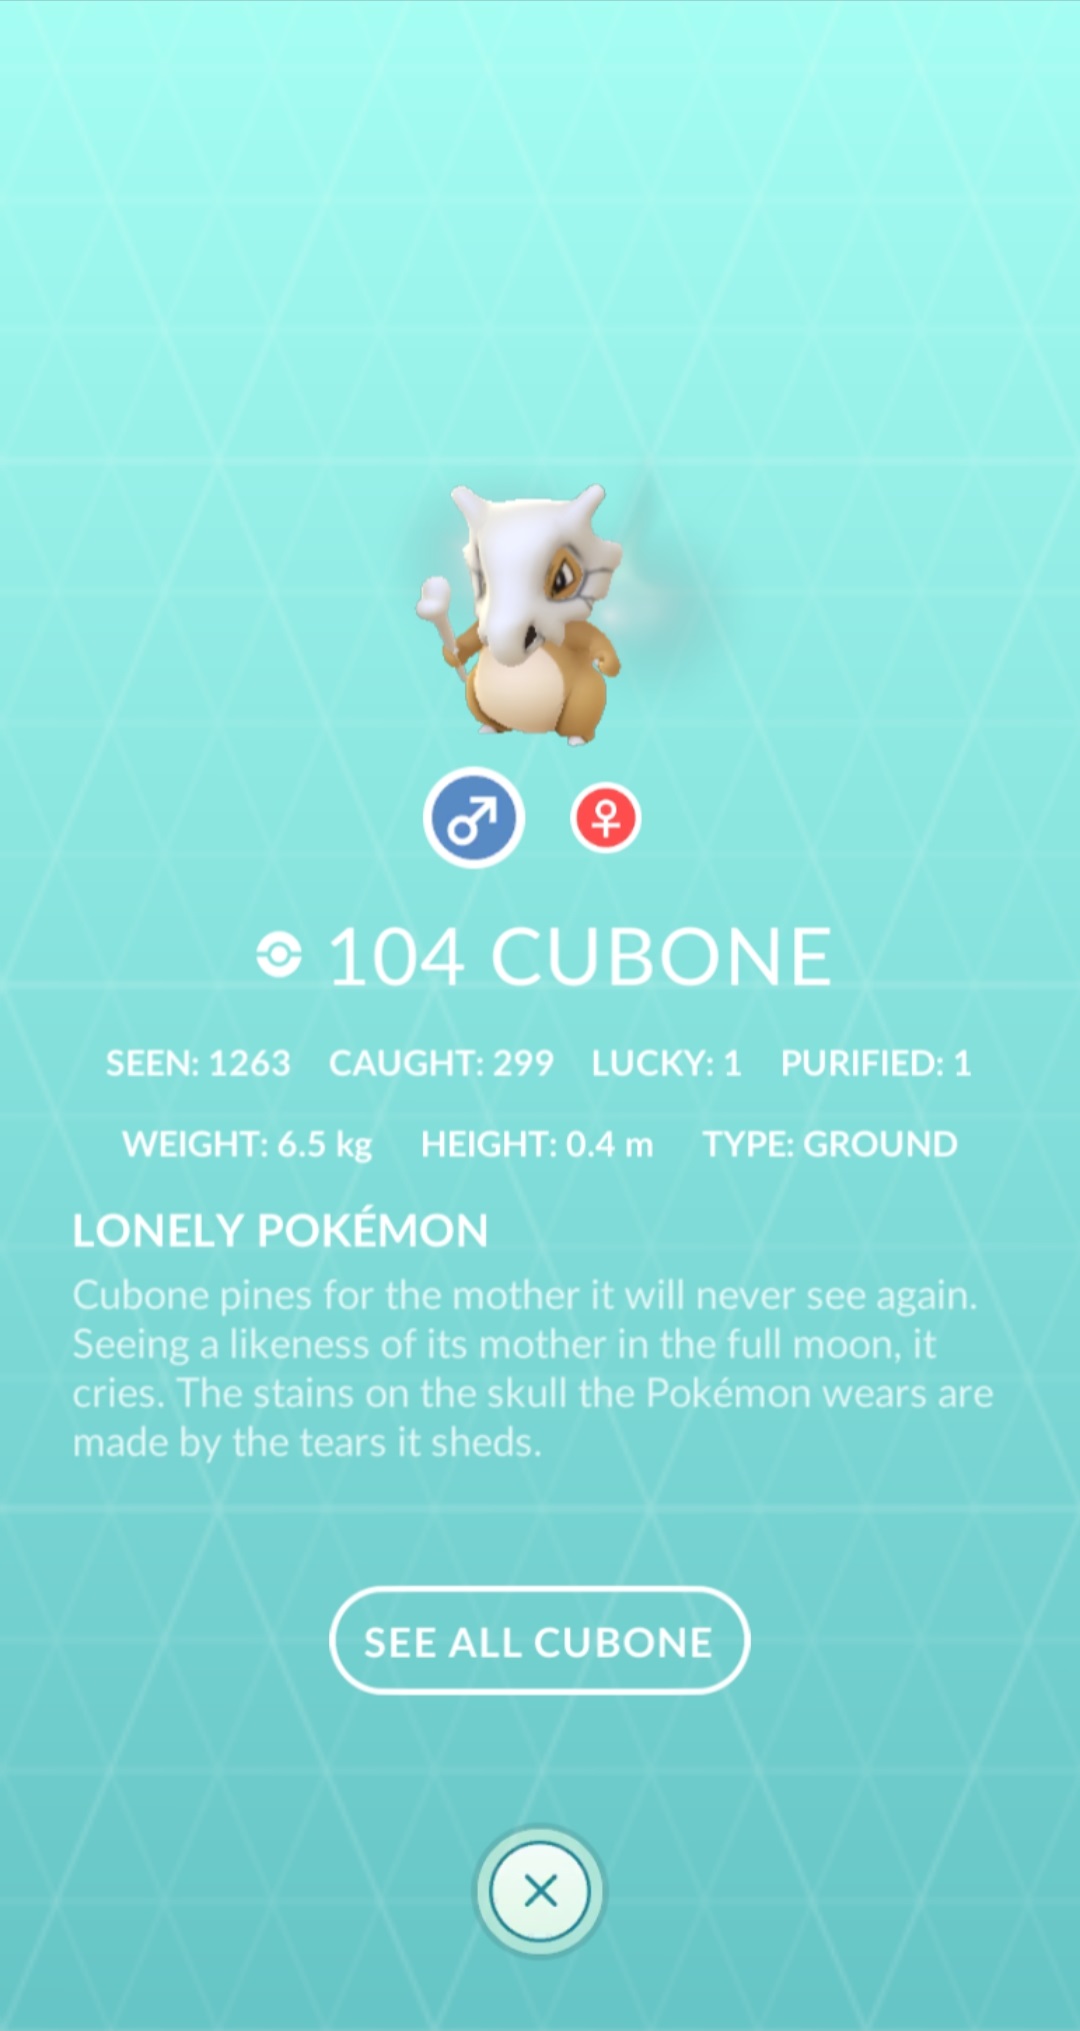 104 CUBONE
SEEN: 1263 CAUGHT: 299 LUCKY: 1 PURIFIED: 1
WEIGHT: 6.5 kg HEIGHT: 0.4 m TYPE: GROUND
LONELY POKÉMON
Cubone pines for the mother it will never see again.
Seeing a likeness of its mother in the full moon, it
cries. The stains on the skull the Pokémon wears are
made by the tears it sheds.
SEE ALL CUBONE